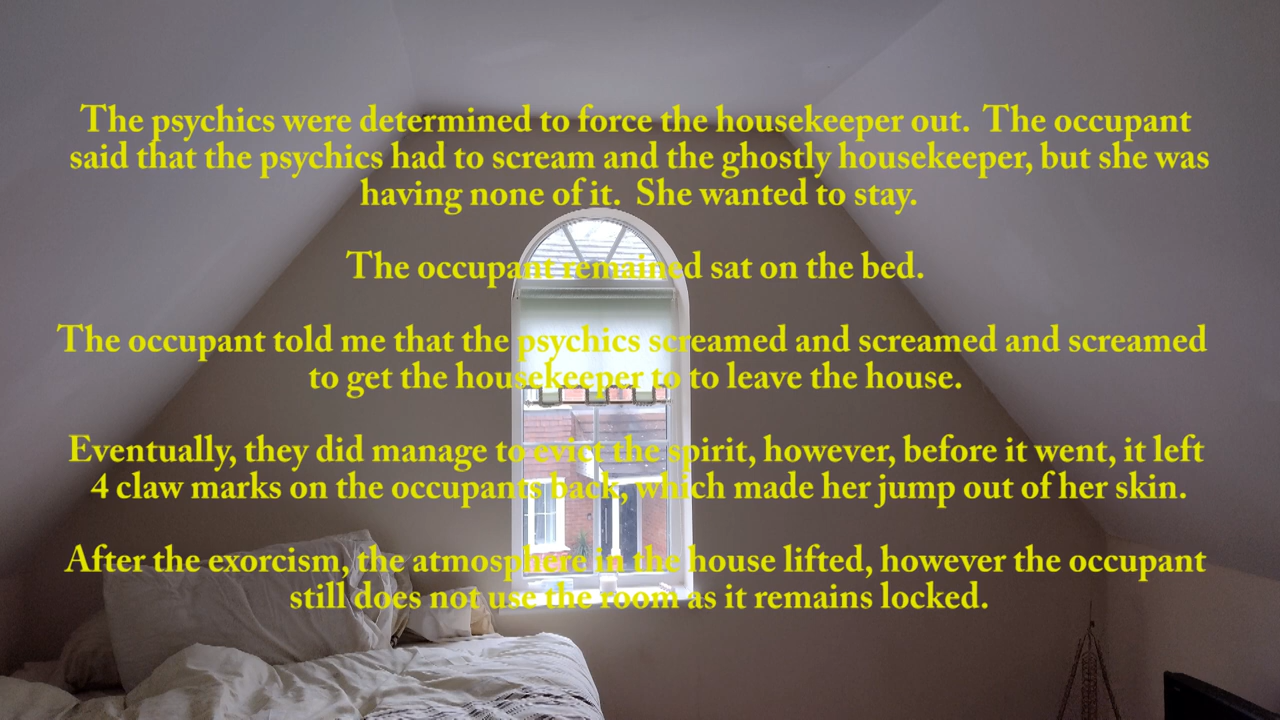 The psychics were determined to force the housekeeper out.  The occupant
said that the psychics had to scream and the ghostly housekeeper, but she was
having none of it.  She wanted to stay.
The occupant remained sat on the bed.
The occupant told me that the psychics screamed and screamed and screamed
to get the housekeeper to to leave the house.
Eventually, they did manage to evict the spirit, however, before it went, it left
4 claw marks on the occupants back, which made her jump out of her skin.
After the exorcism, the atmosphere in the house lifted, however the occupant
still does not use the room as it remains locked.